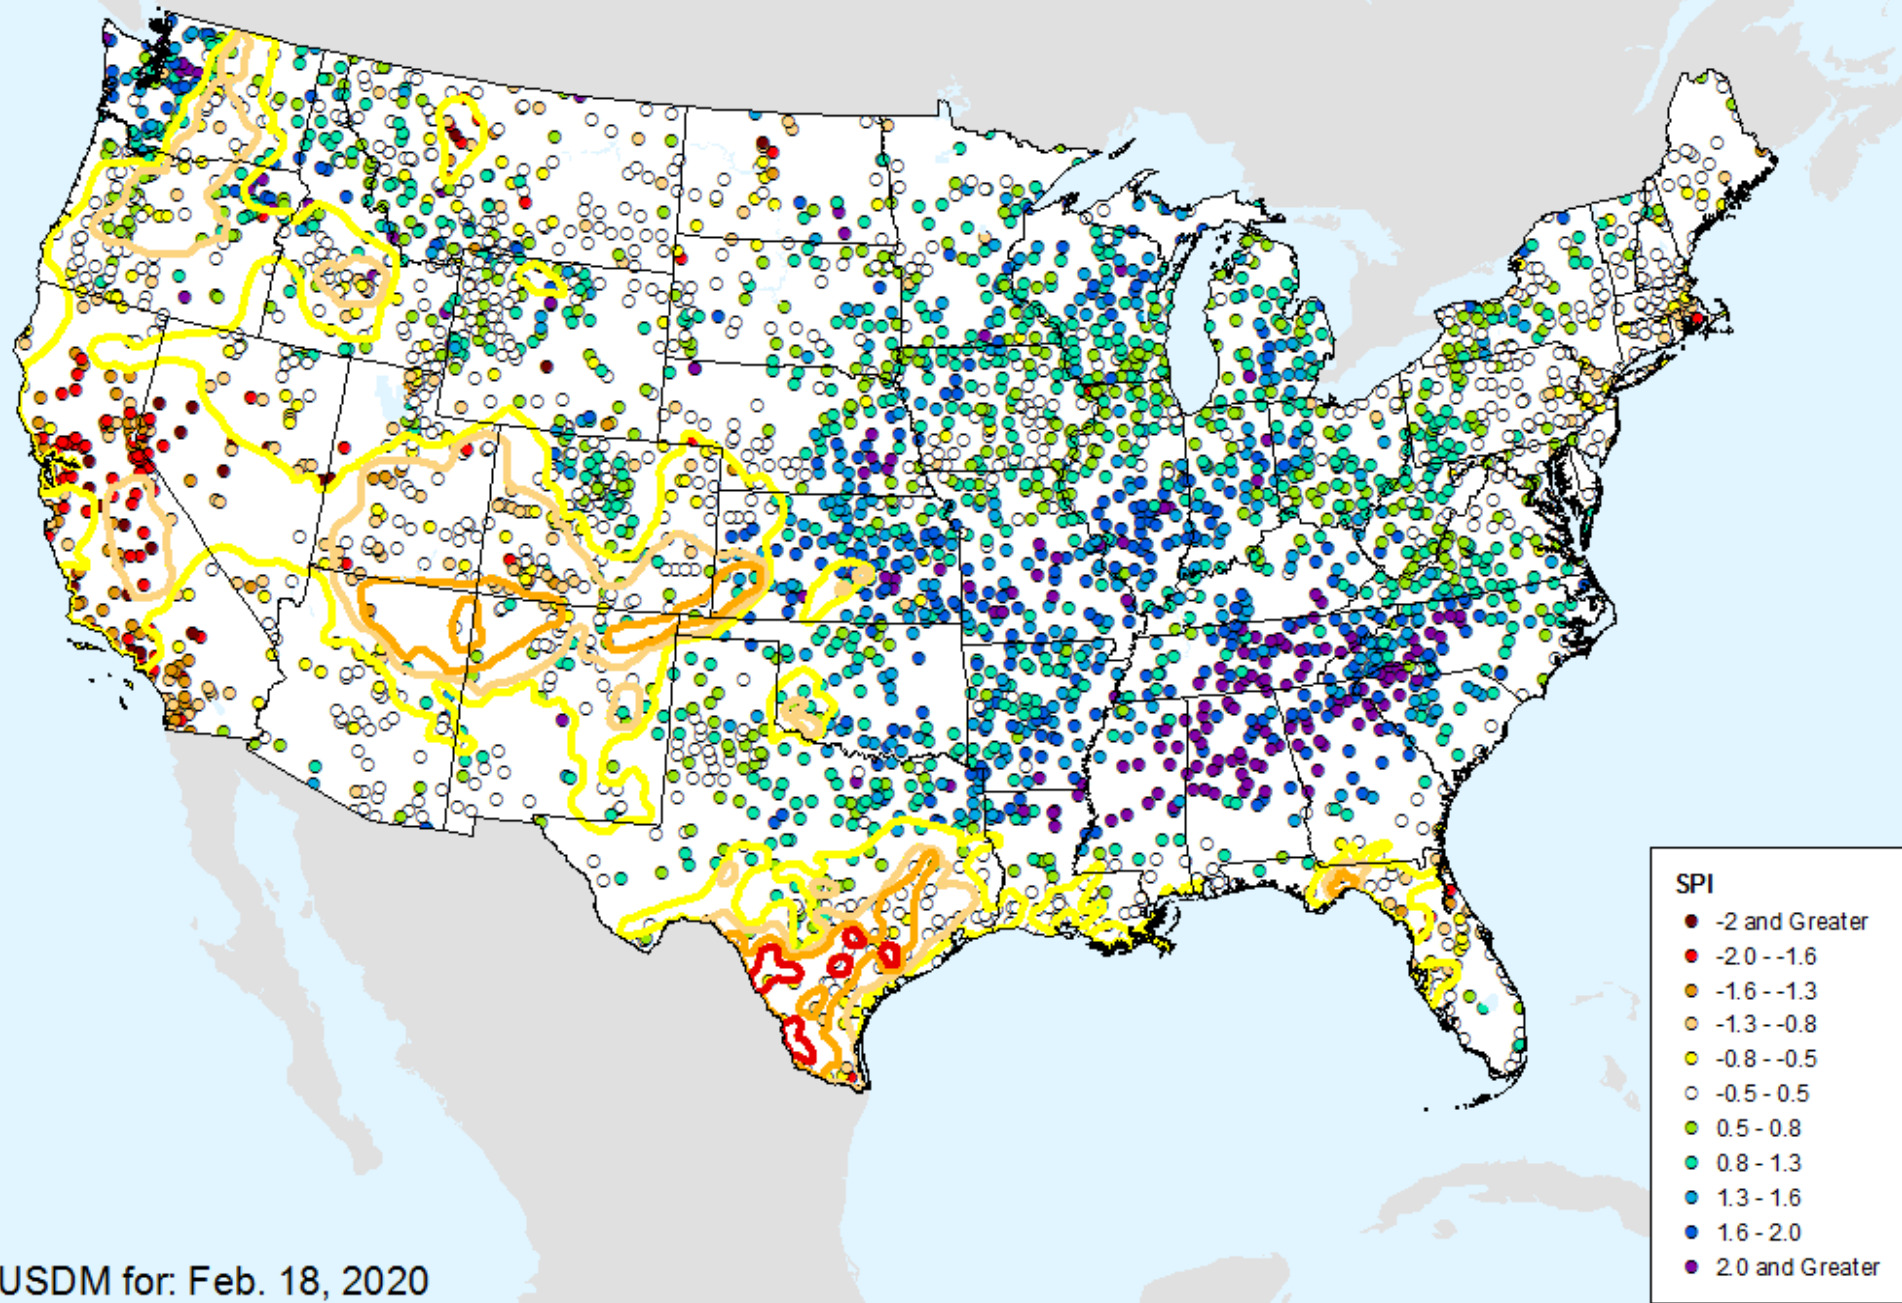 SPI
-2 and Greater
-2.0 - -1.6
-1.6 - -1.3
-1.3 - -0.8
-0.8 - -0.5
-0.5 - 0.5
0.5 - 0.8
0.8 - 1.3
1.3 - 1.6
1.6 - 2.0
2.0 and Greater
USDM for: Feb. 18, 2020